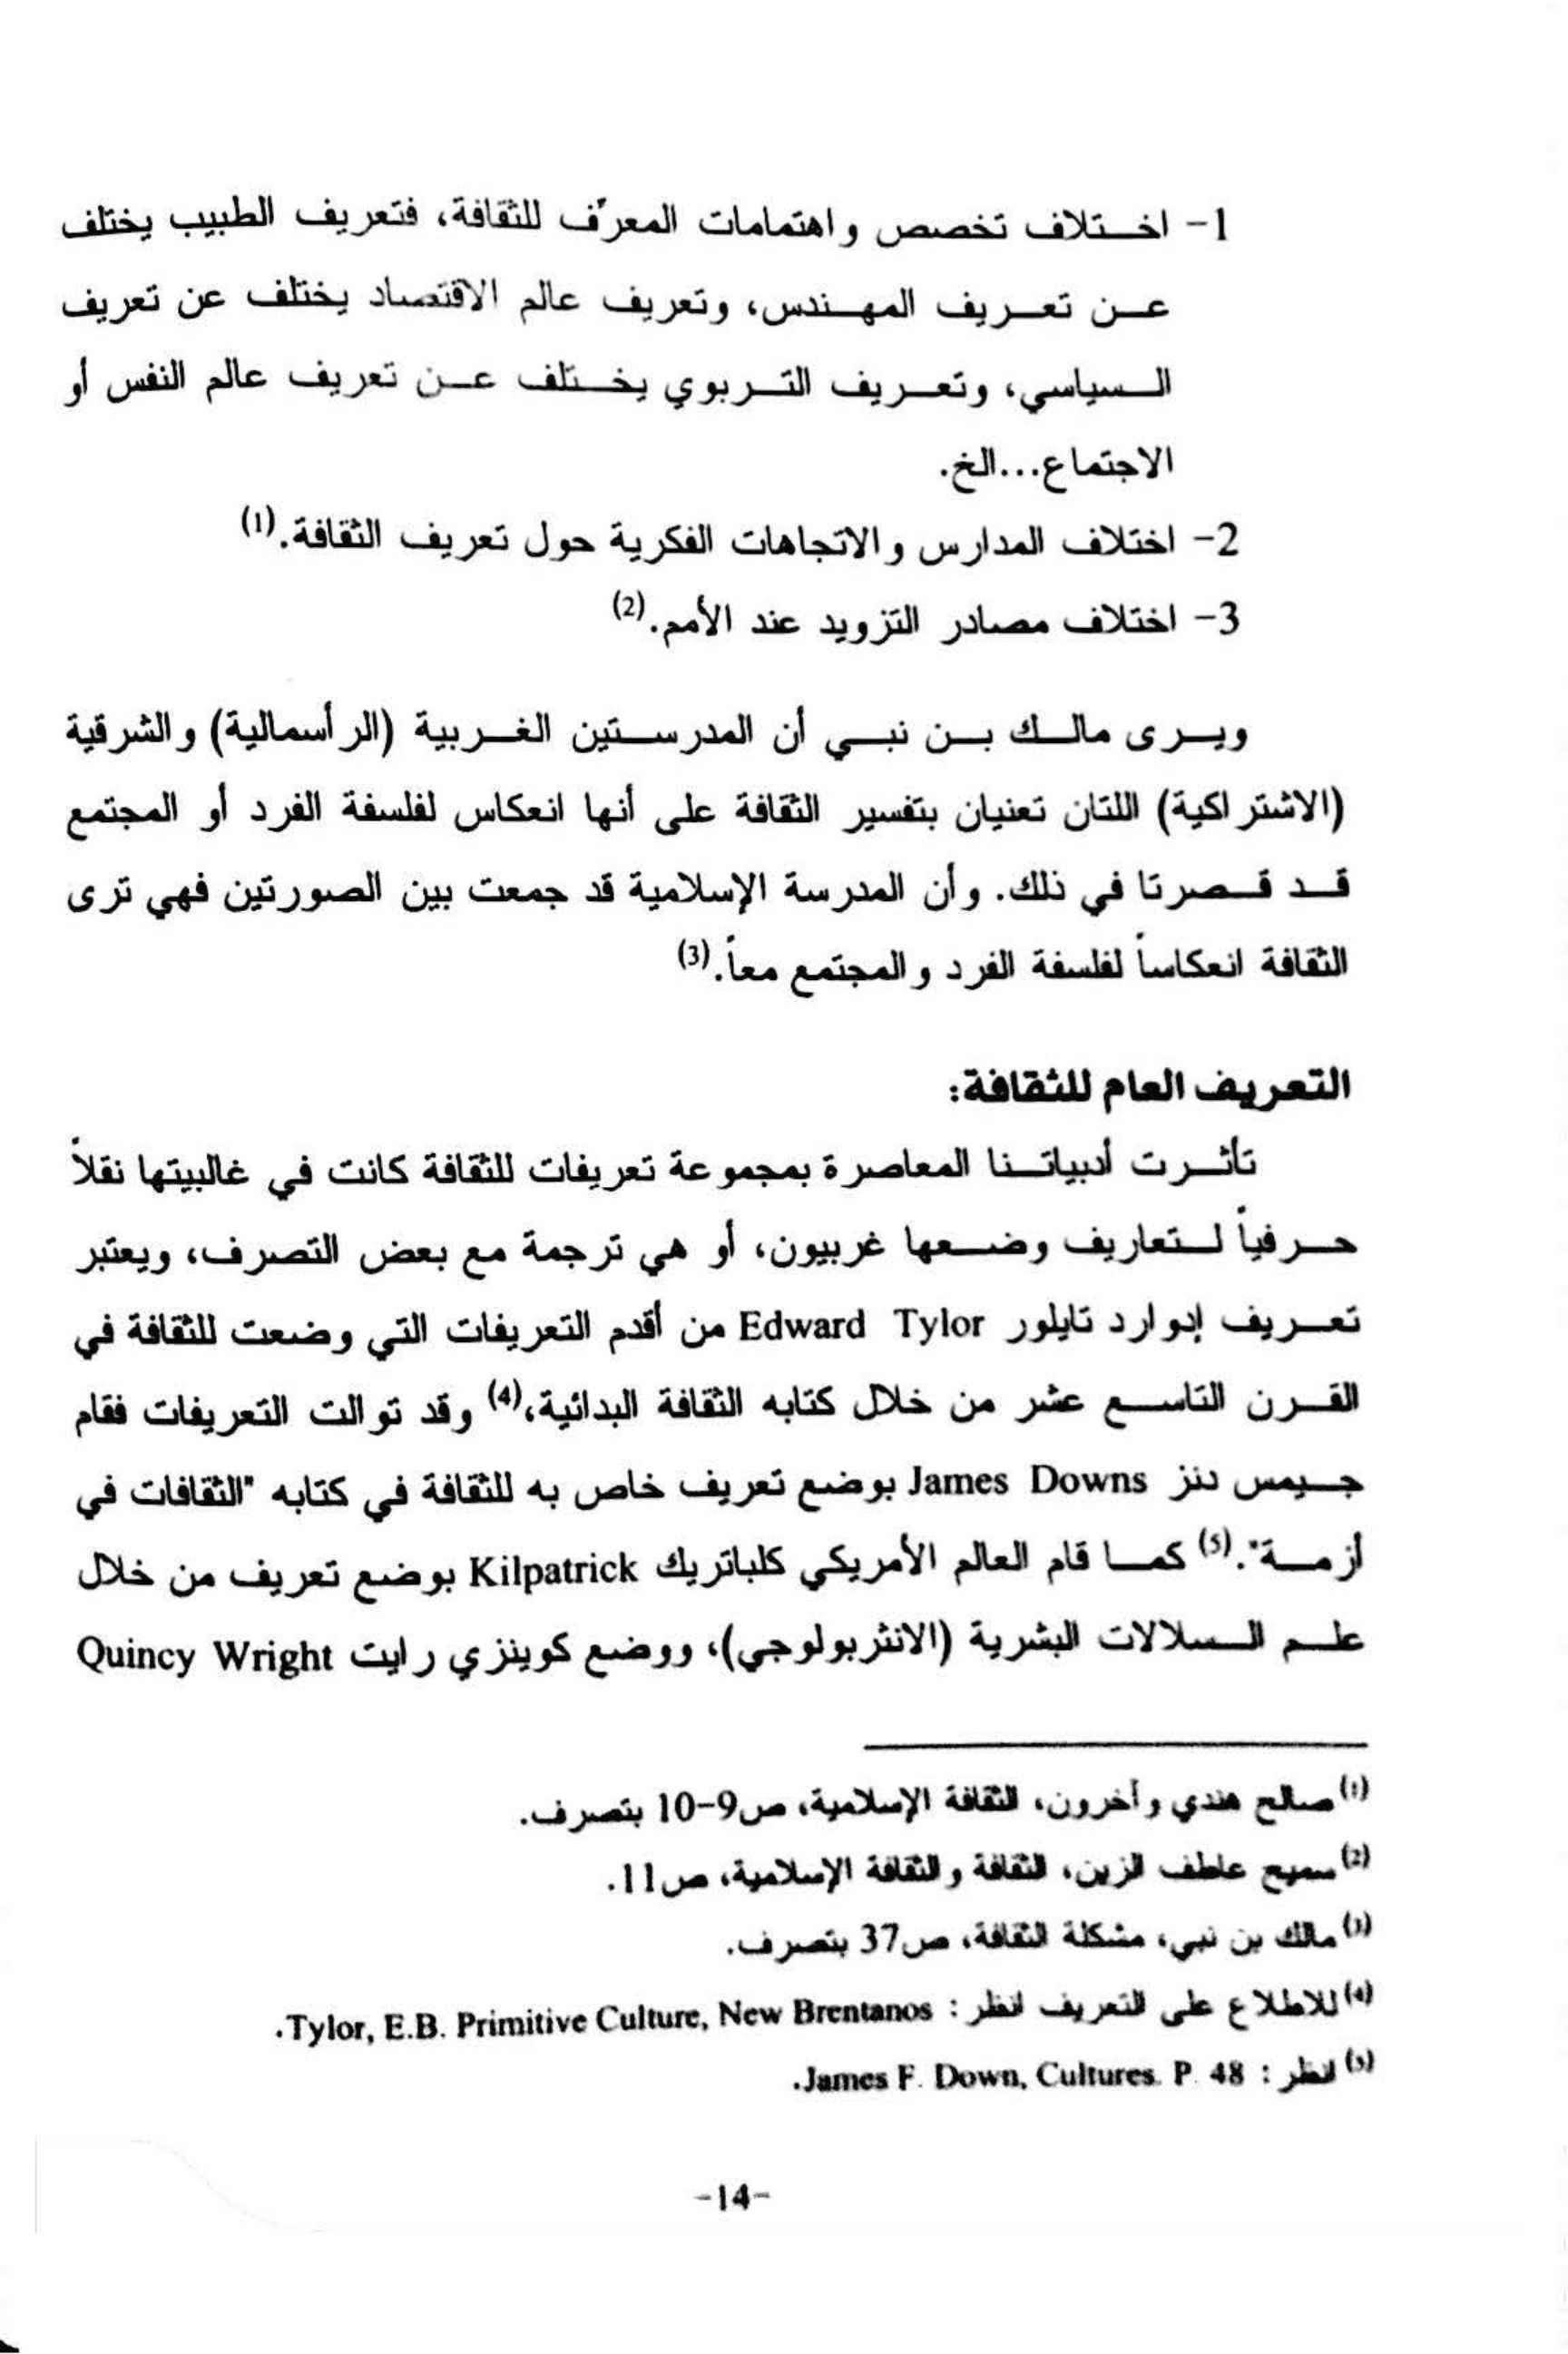 1- اختلاف تخصص واهتمامات المعرّف للثقافة، فتعريف الطبيب يختلف
عن تعريف المهندس، وتعريف عالم الاقتصاد يختلف عن تعريف
السياسي، وتعريف التربوي يختلف عن تعريف عالم النفس أو
الاجتماع...الخ.
2- اختلاف المدارس والاتجاهات الفكرية حول تعريف الثقافة.(1)
3- اختلاف مصادر التزويد عند الأمم.(2)
ويرى مالك بن نبي أن المدرستين الغربية (الرأسمالية) والشرقية
(الاشتراكية) اللتان تعنيان بتفسير الثقافة على أنها انعكاس لفلسفة الفرد أو المجتمع
قد قصرتا في ذلك. وأن المدرسة الإسلامية قد جمعت بين الصورتين فهي ترى
الثقافة انعكاساً لفلسفة الفرد والمجتمع معاً.(3)
التعريف العام للثقافة:
تأثرت أدبياتنا المعاصرة بمجموعة تعريفات للثقافة كانت في غالبيتها نقلاً
حرفياً لتعاريف وضعها غربيون، أو هي ترجمة مع بعض التصرف، ويعتبر
تعريف إدوارد تايلور Edward Tylor من أقدم التعريفات التي وضعت للثقافة في
القرن التاسع عشر من خلال كتابه الثقافة البدائية،(4) وقد توالت التعريفات فقام
جيمس دنز James Downs بوضع تعريف خاص به للثقافة في كتابه "الثقافات في
أزمة".(5) كما قام العالم الأمريكي كلباتريك Kilpatrick بوضع تعريف من خلال
علم السلالات البشرية (الانثربولوجي)، ووضع كوينزي رايت Quincy Wright
(1) صالح هندي وآخرون، الثقافة الإسلامية، ص9-10 بتصرف.
(2) سميع عاطف الزين، الثقافة والثقافة الإسلامية، ص11.
(3) مالك بن نبي، مشكلة الثقافة، ص37 بتصرف.
(4) للاطلاع على التعريف انظر : Tylor, E.B. Primitive Culture, New Brentanos.
(5) انظر : James F. Down, Cultures. P. 48.
-14-